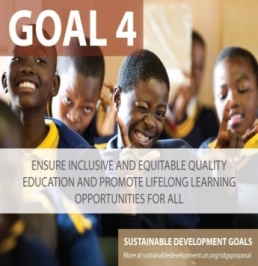 GOAL 4
ENSURE INCLUSIVE AND EQUITABLE QUALITY
EDUCATION AND PROMOTE LIFELONG LEARNING
OPPORTUNITIES FOR ALL
SUSTAINABLE DEVELOPMENT GOALS
More at sustainabledevelopment.un.org/sdgsproposal